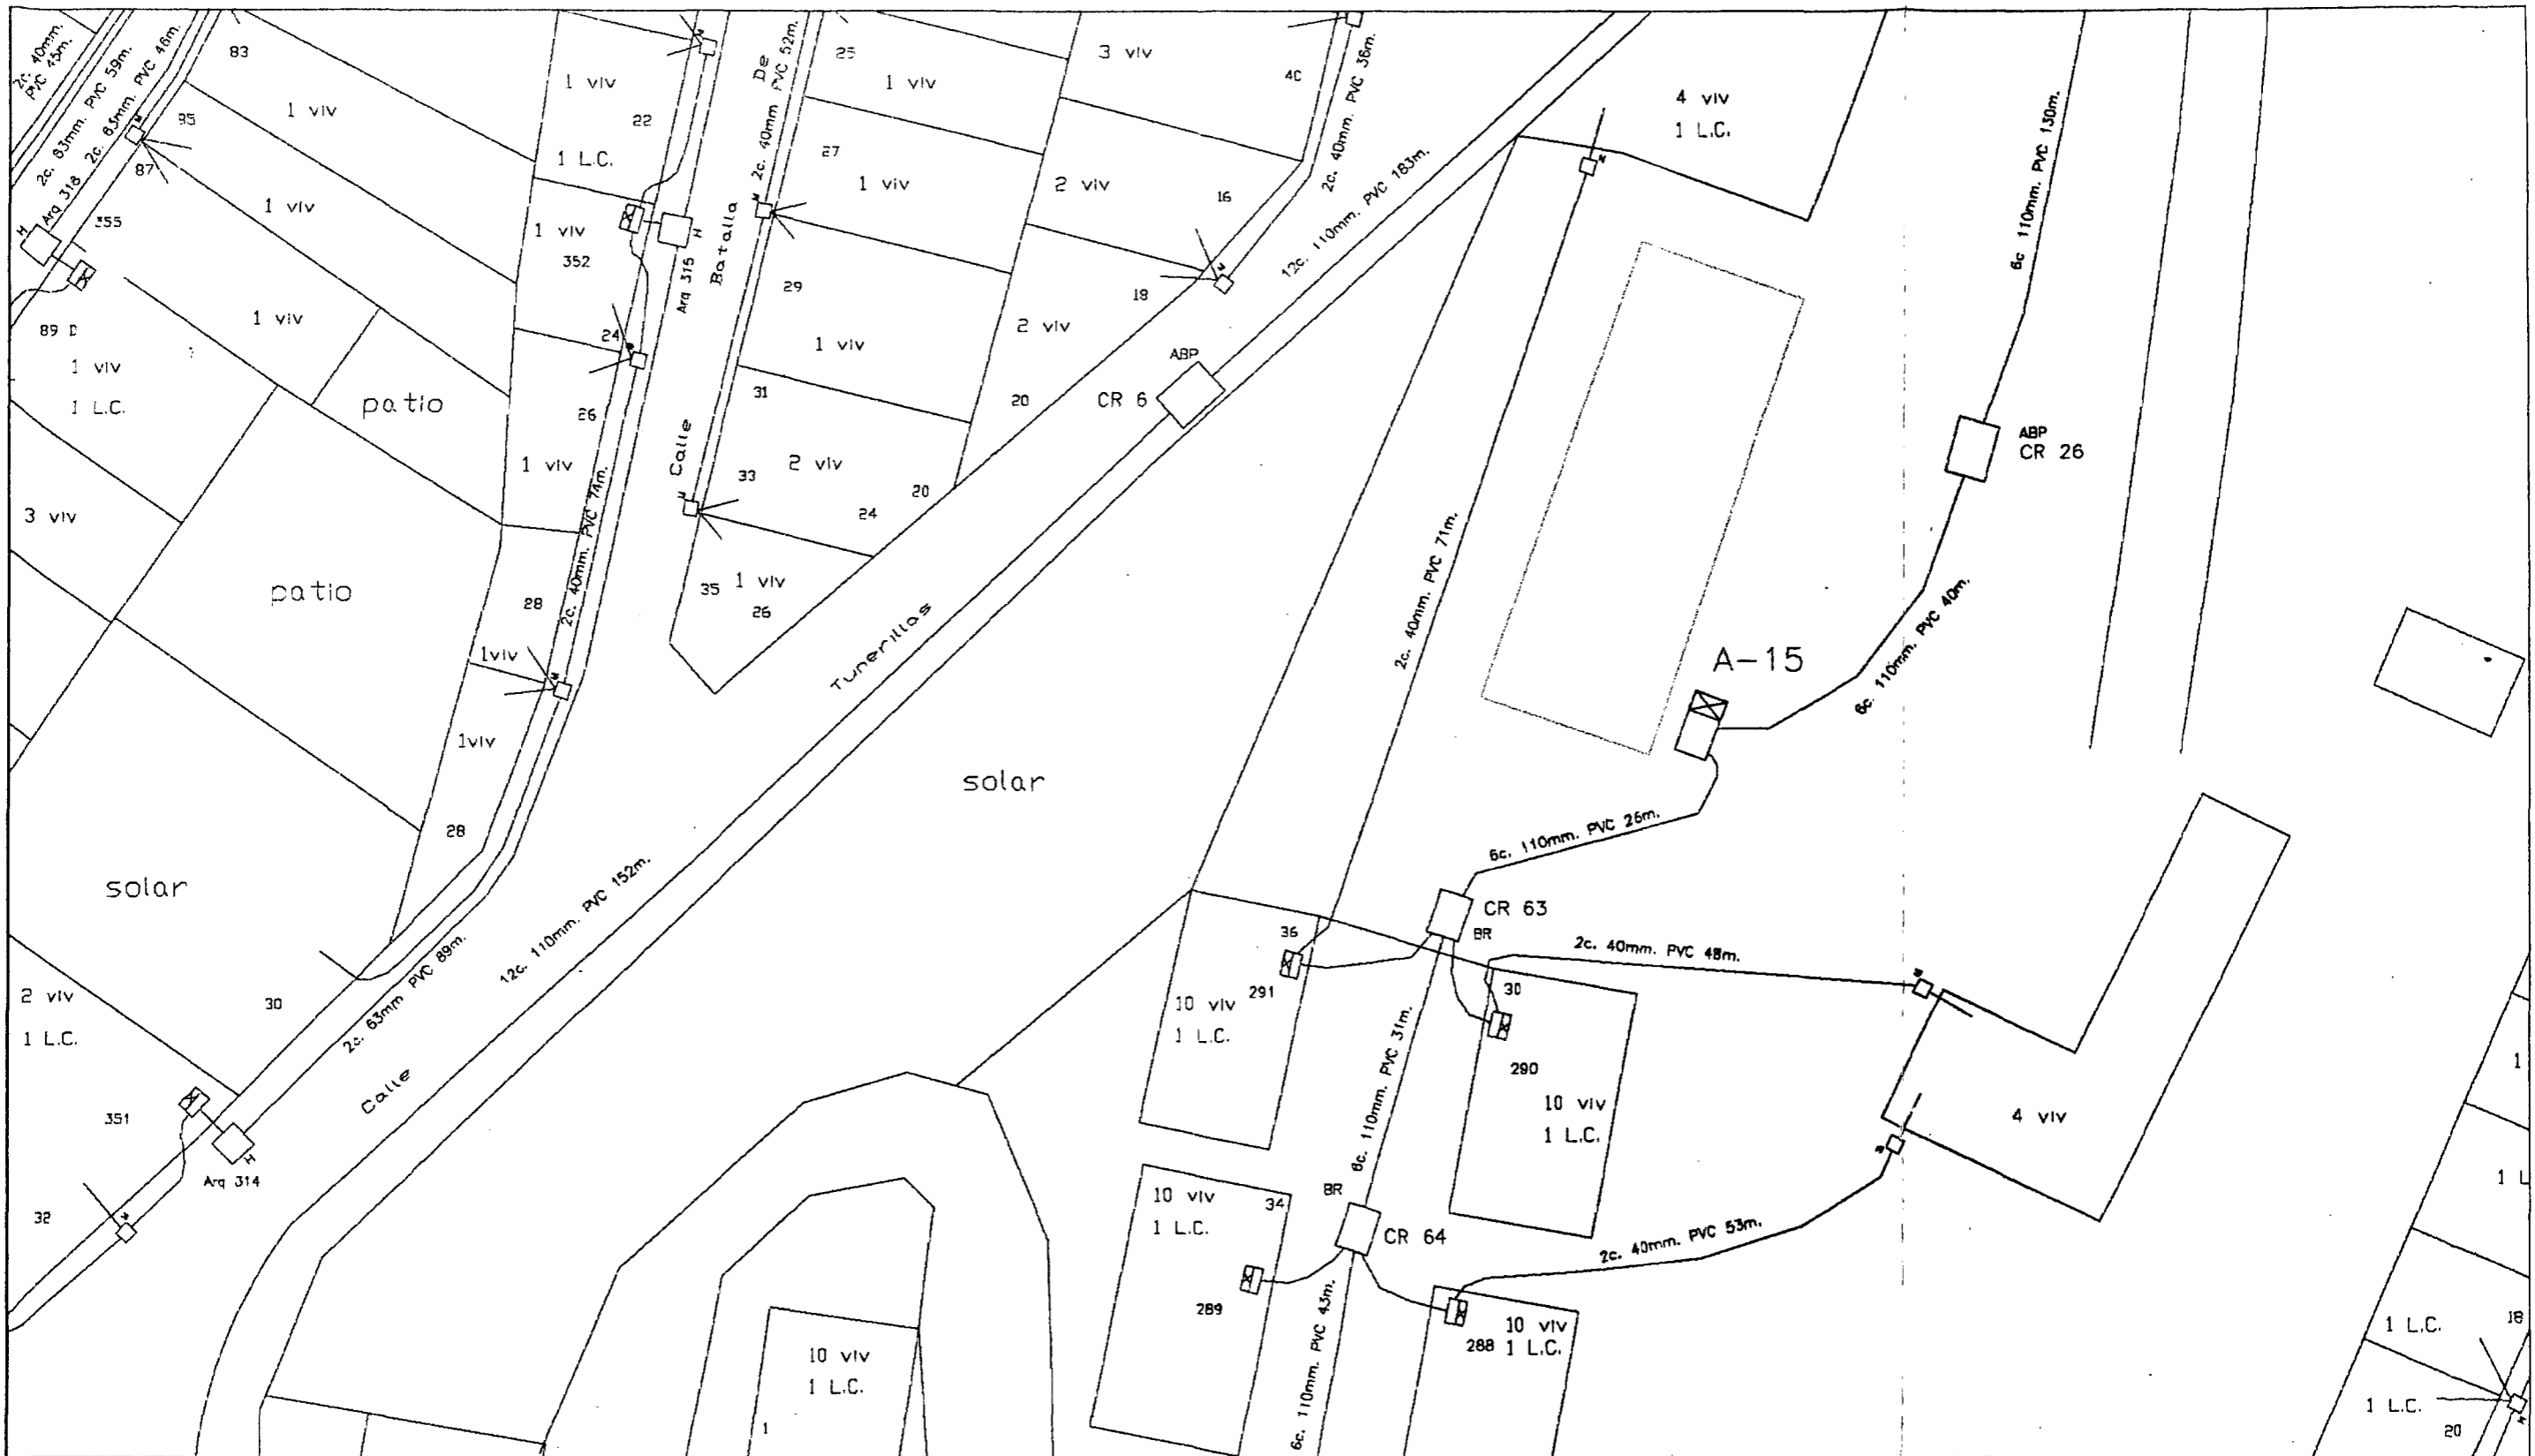 2c. 40mm.
PVC 45m.
2c. 63mm. PVC 59m.
2c. 63mm. PVC 46m.
Arq 318
H
M
83
85
87
355
89 D
1 viv
1 L.C.
1 viv
1 viv
1 viv
patio
patio
3 viv
solar
2 viv
1 L.C.
30
351
32
Arq 314
H
M
1 viv
22
1 L.C.
M
1 viv
352
Arq 315
H
24
M
26
1 viv
2c. 40mm. PVC 74m.
28
1viv
M
1viv
28
2c. 63mm PVC 89m.
Calle
Batalla
De
2c. 40mm PVC 52m.
M
M
25
1 viv
27
1 viv
29
1 viv
31
33
2 viv
20
24
35
1 viv
26
3 viv
40
2c. 40mm. PVC 36m.
2 viv
16
M
18
2 viv
20
ABP
CR 6
12c. 110mm. PVC 183m.
Calle
Tunerillas
12c. 110mm. PVC 152m.
solar
4 viv
1 L.C.
M
2c. 40mm. PVC 71m.
6c 110mm. PVC 130m.
ABP
CR 26
6c. 110mm. PVC 40m.
A-15
6c. 110mm. PVC 26m.
CR 63
BR
2c. 40mm. PVC 48m.
M
36
291
10 viv
1 L.C.
30
290
10 viv
1 L.C.
6c. 110mm. PVC 31m.
4 viv
M
BR
CR 64
10 viv
34
1 L.C.
289
2c. 40mm. PVC 53m.
10 viv
288 1 L.C.
6c. 110mm. PVC 43m.
10 viv
1 L.C.
1
1
1 L
1 L.C.
18
1 L.C.
20
M